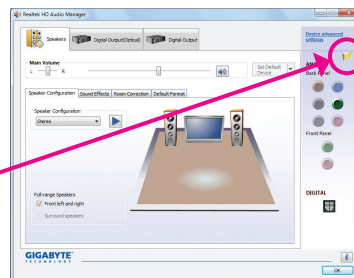 Realtek HD Audio Manager
Speakers
Digital Output(Optical)
Digital Output
Device advanced
settings
Main Volume
L
R
Set Default
Device
ANA
Back Panel
Speaker Configuration
Sound Effects
Room Correction
Default Format
Speaker Configuration
Stereo
Front Panel
Full-range Speakers
Front left and right
Surround speakers
DIGITAL
GIGABYTE
TECHNOLOGY
i
OK